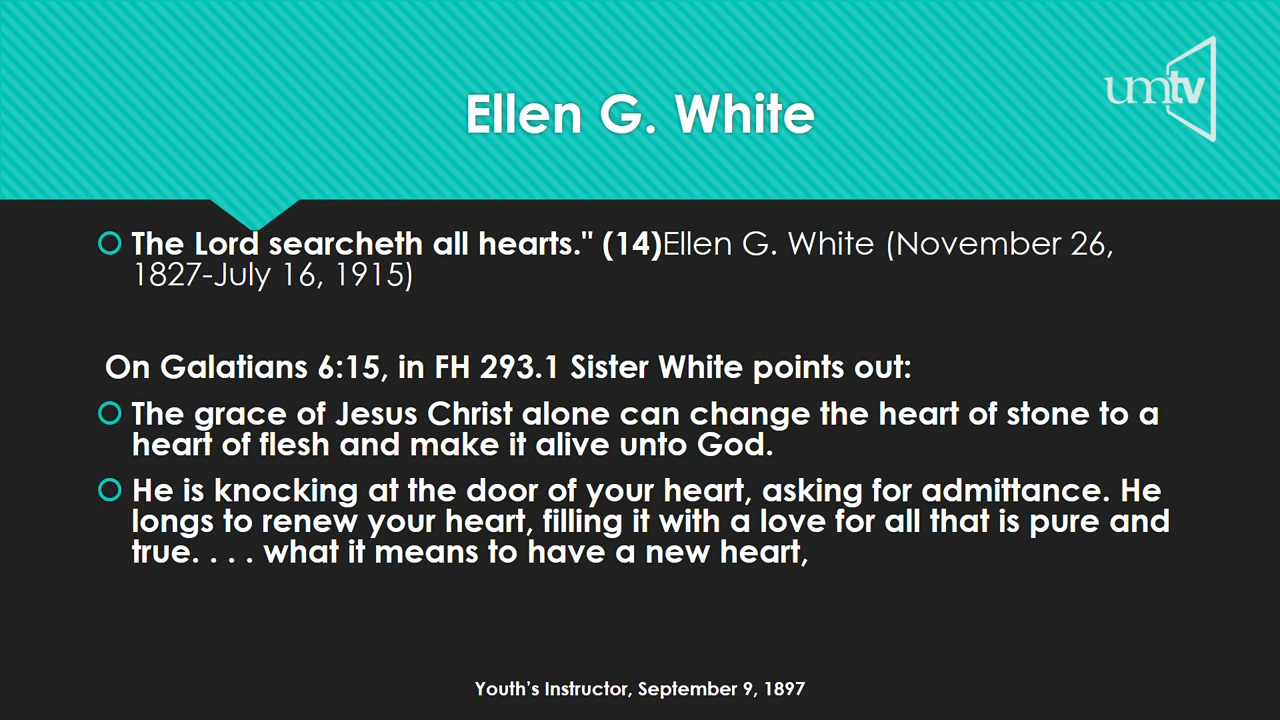 umtv
Ellen G. White
The Lord searcheth all hearts." (14)Ellen G. White (November 26,
1827-July 16, 1915)
On Galatians 6:15, in FH 293.1 Sister White points out:
The grace of Jesus Christ alone can change the heart of stone to a
heart of flesh and make it alive unto God.
He is knocking at the door of your heart, asking for admittance. He
longs to renew your heart, filling it with a love for all that is pure and
true. . . . what it means to have a new heart,
Youth's Instructor, September 9, 1897